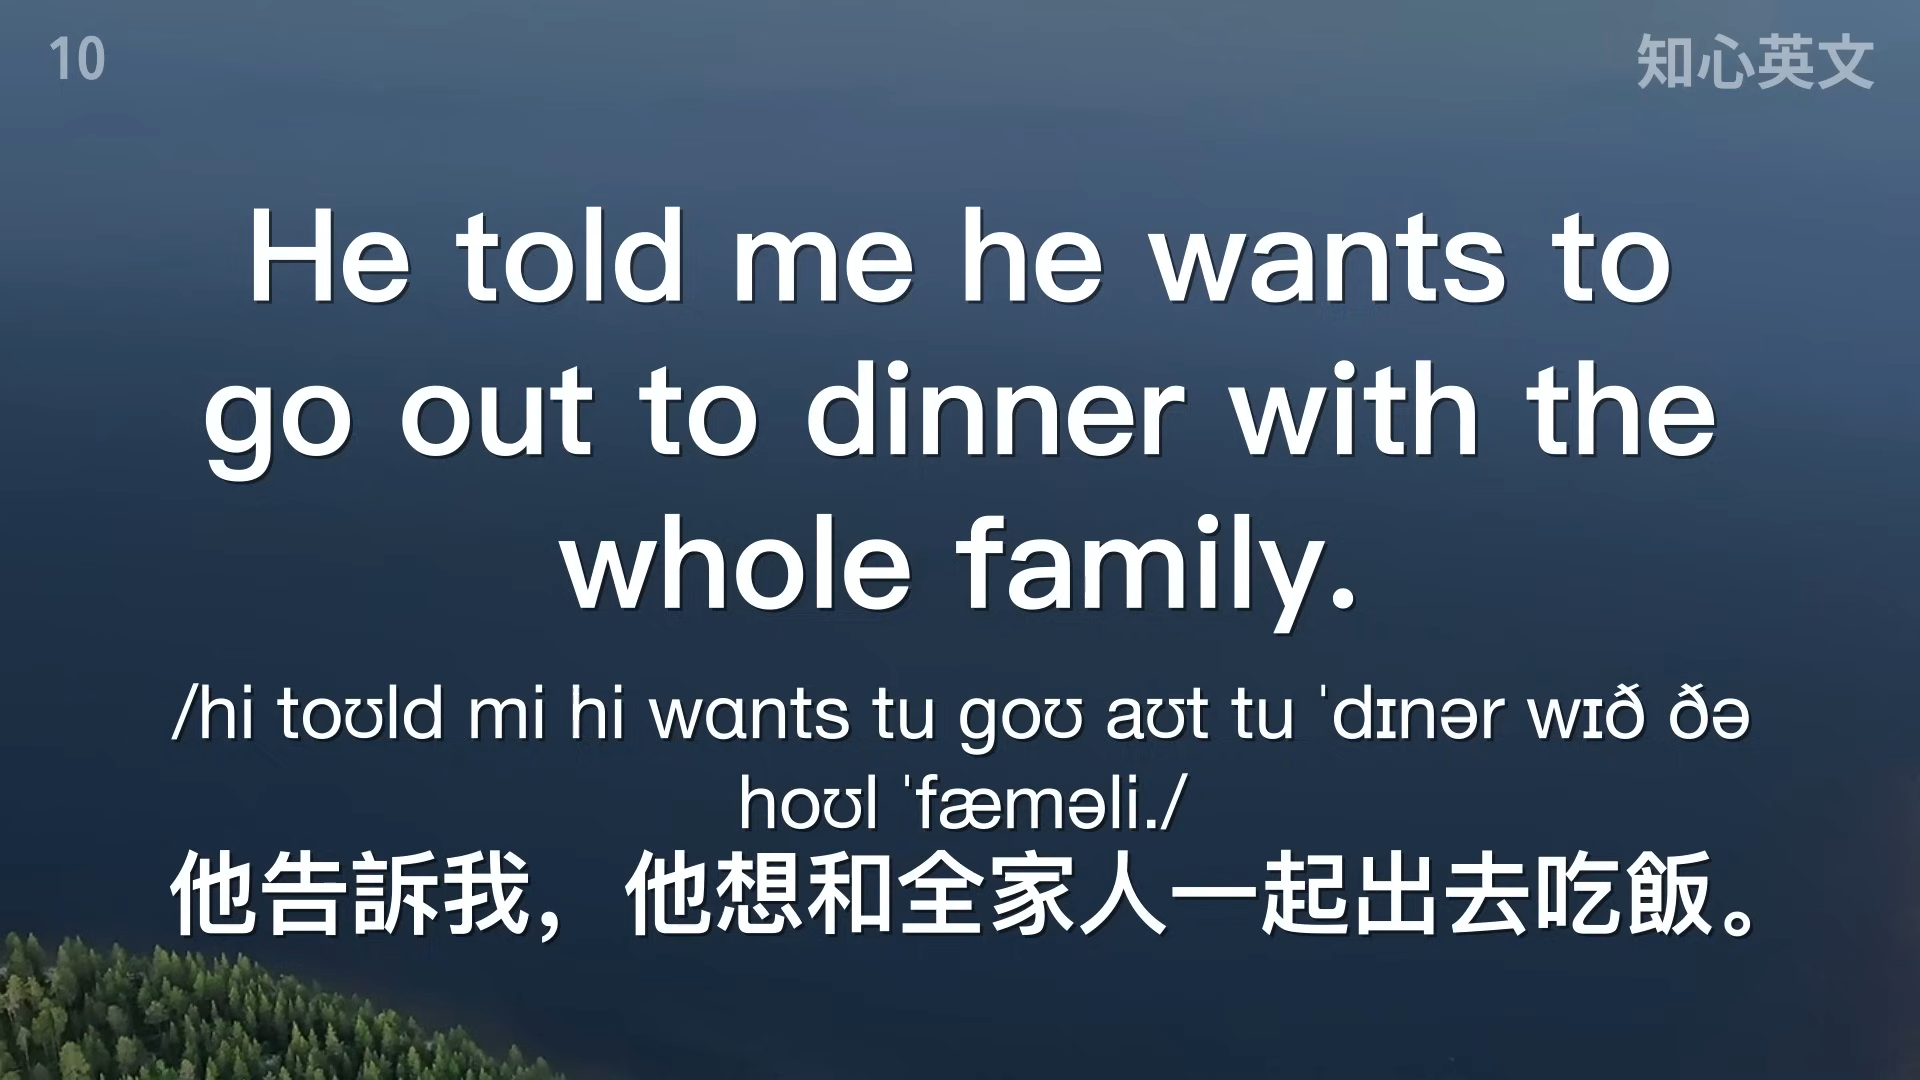 10
知心英文
He told me he wants to
go out to dinner with the
whole family.
/hi toʊld mi hi wɑnts tu goʊ aʊt tu ˈdɪnər wɪð ðə
hoʊl ˈfæməli./
他告訴我，他想和全家人一起出去吃飯。